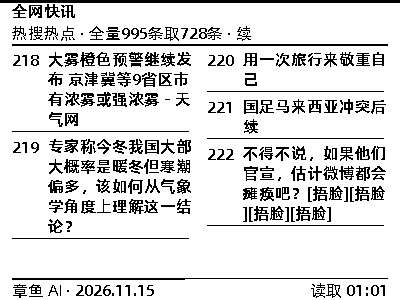 全网快讯
热搜热点 · 全量995条取728条 · 续
218 大雾橙色预警继续发
布 京津冀等9省区市
有浓雾或强浓雾 - 天
气网
219 专家称今冬我国大部
大概率是暖冬但寒潮
偏多，该如何从气象
学角度上理解这一结
论？
220 用一次旅行来敬重自
己
221 国足马来西亚冲突后
续
222 不得不说，如果他们
官宣，估计微博都会
瘫痪吧？[捂脸][捂脸
][捂脸][捂脸]
章鱼 AI · 2026.11.15
读取 01:01